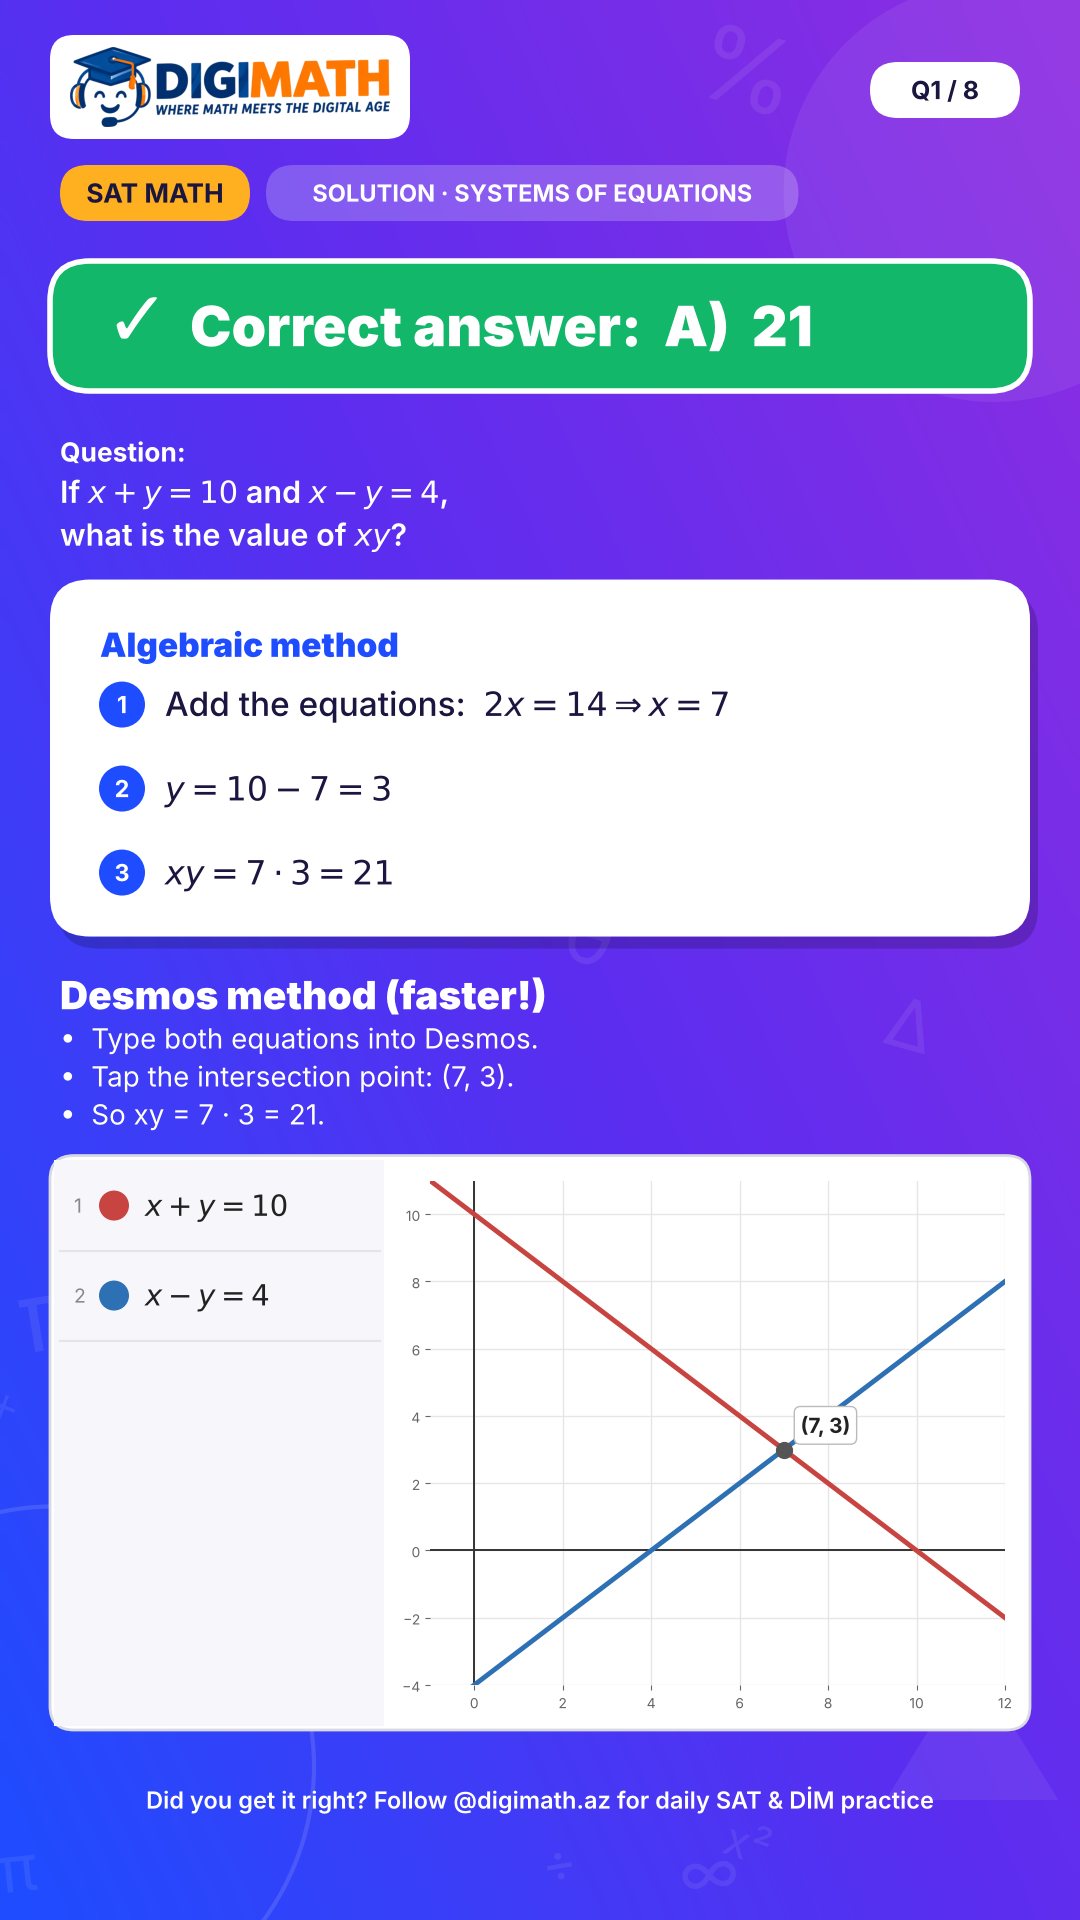 DIGIMATH
WHERE MATH MEETS THE DIGITAL AGE
Q1 / 8
SAT MATH
SOLUTION · SYSTEMS OF EQUATIONS
✓ Correct answer: A) 21
Question:
If x + y = 10 and x − y = 4,
what is the value of xy?
Algebraic method
1 Add the equations: 2x = 14 ⇒ x = 7
2 y = 10 − 7 = 3
3 xy = 7 · 3 = 21
Desmos method (faster!)
• Type both equations into Desmos.
• Tap the intersection point: (7, 3).
• So xy = 7 · 3 = 21.
1 x + y = 10
2 x − y = 4
10
8
6
4
2
0
−2
−4
(7, 3)
0 2 4 6 8 10 12
Did you get it right? Follow @digimath.az for daily SAT & DİM practice
%
Δ
π
÷
∞
x²